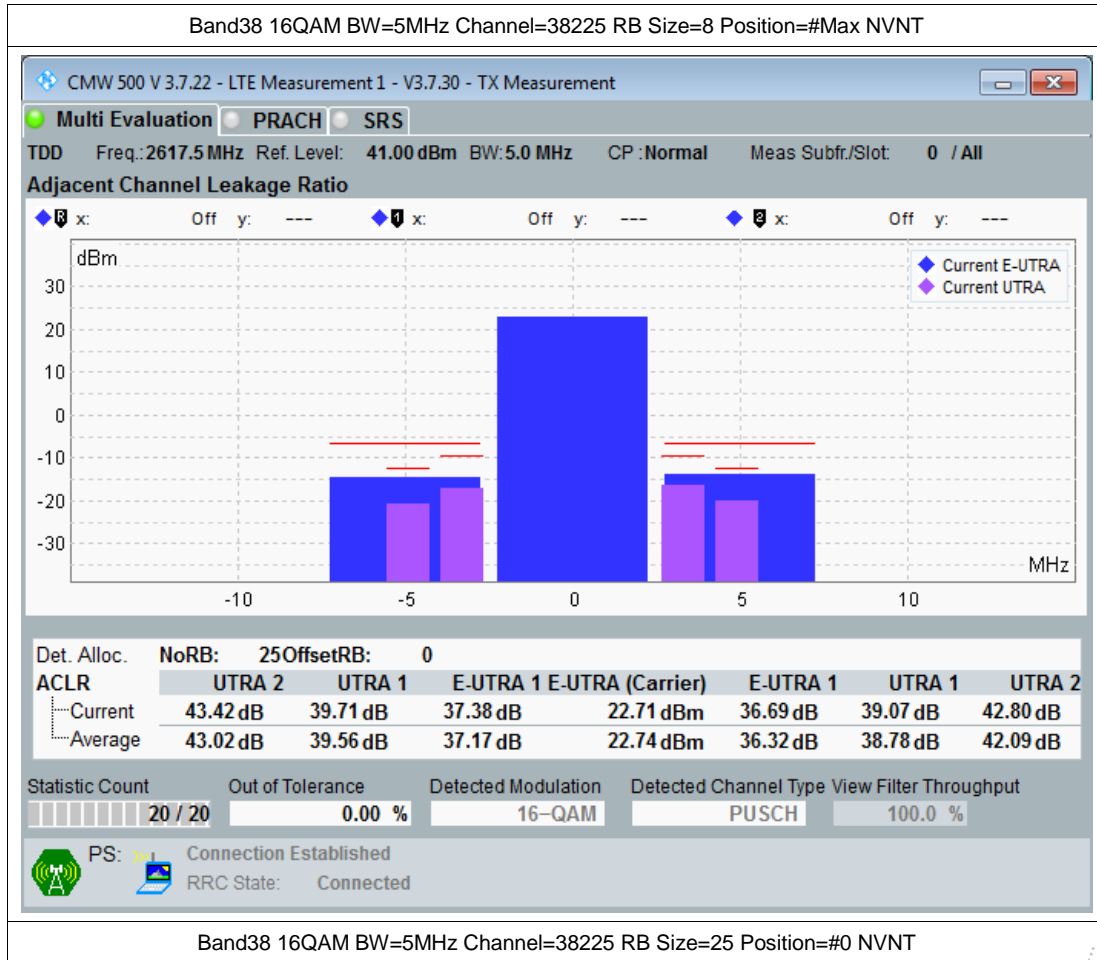 Band38 16QAM BW=5MHz Channel=38225 RB Size=8 Position=#Max NVNT
CMW 500 V 3.7.22 - LTE Measurement 1 - V3.7.30 - TX Measurement
Multi Evaluation PRACH SRS
TDD Freq.:2617.5 MHz Ref. Level: 41.00 dBm BW:5.0 MHz CP :Normal Meas Subfr./Slot: 0 / All
Adjacent Channel Leakage Ratio
R x: Off y: --- 1 x: Off y: --- 2 x: Off y: ---
dBm
Current E-UTRA
Current UTRA
30
20
10
0
-10
-20
-30
MHz
-10 -5 0 5 10
Det. Alloc. NoRB: 25 OffsetRB: 0
ACLR UTRA 2 UTRA 1 E-UTRA 1 E-UTRA (Carrier) E-UTRA 1 UTRA 1 UTRA 2
Current 43.42 dB 39.71 dB 37.38 dB 22.71 dBm 36.69 dB 39.07 dB 42.80 dB
Average 43.02 dB 39.56 dB 37.17 dB 22.74 dBm 36.32 dB 38.78 dB 42.09 dB
Statistic Count Out of Tolerance Detected Modulation Detected Channel Type View Filter Throughput
20 / 20 0.00 % 16-QAM PUSCH 100.0 %
PS: Connection Established
RRC State: Connected
Band38 16QAM BW=5MHz Channel=38225 RB Size=25 Position=#0 NVNT